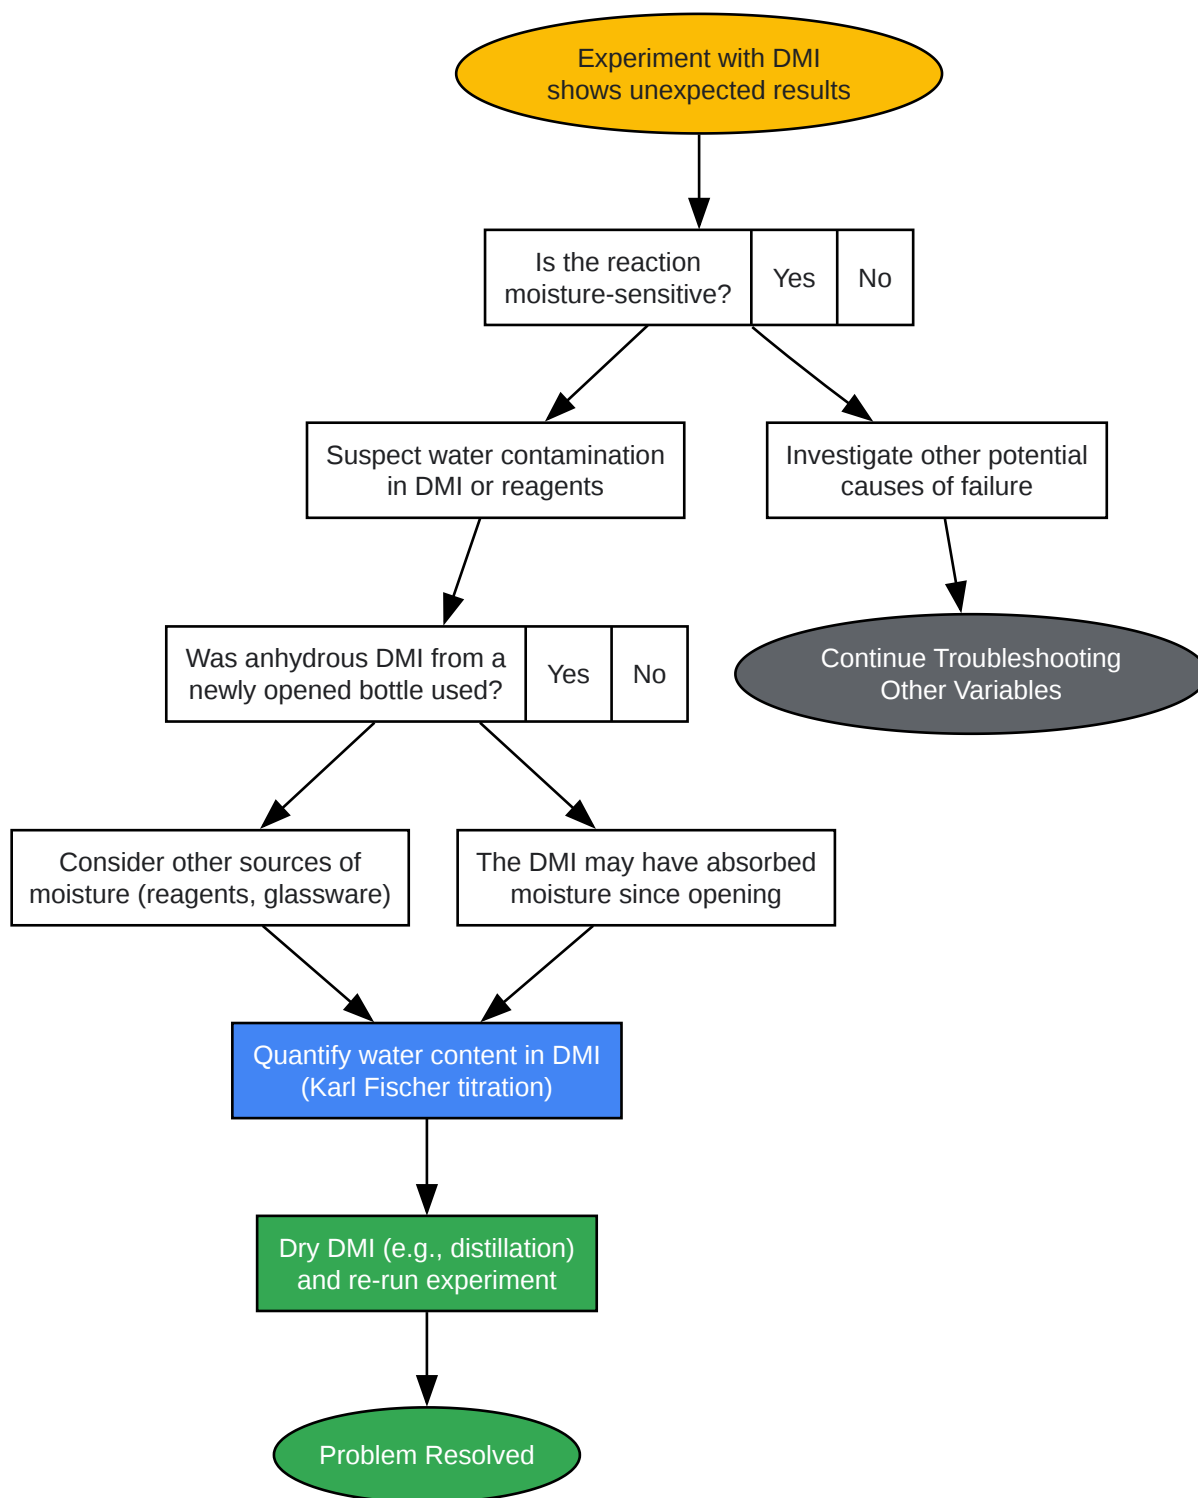 Experiment with DMI
shows unexpected results
Is the reaction
moisture-sensitive?
Yes
No
Suspect water contamination
in DMI or reagents
Investigate other potential
causes of failure
Was anhydrous DMI from a
newly opened bottle used?
Yes
No
Continue Troubleshooting
Other Variables
Consider other sources of
moisture (reagents, glassware)
The DMI may have absorbed
moisture since opening
Quantify water content in DMI
(Karl Fischer titration)
Dry DMI (e.g., distillation)
and re-run experiment
Problem Resolved